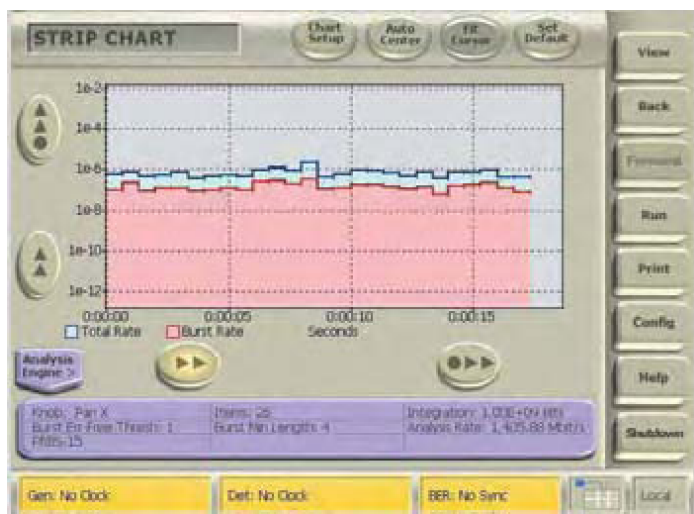 STRIP CHART
Chart Setup
Auto Center
Fit Cursor
Set Default
View
Back
Forward
Run
Print
Config
Help
Shutdown
1e-2
1e-4
1e-6
1e-8
1e-10
1e-12
0:00:00 0:00:05 0:00:10 0:00:15
Total Rate Burst Rate Seconds
Analysis Engine >
Knob: Pan X Items: 26 Integration: 1.00E+09 Bits
Burst Err Free Thresh: 1 Burst Min Length: 4 Analysis Rate: 1,435.88 Mbit/s
PRBS-15
Gen: No Clock Det: No Clock BER: No Sync Local